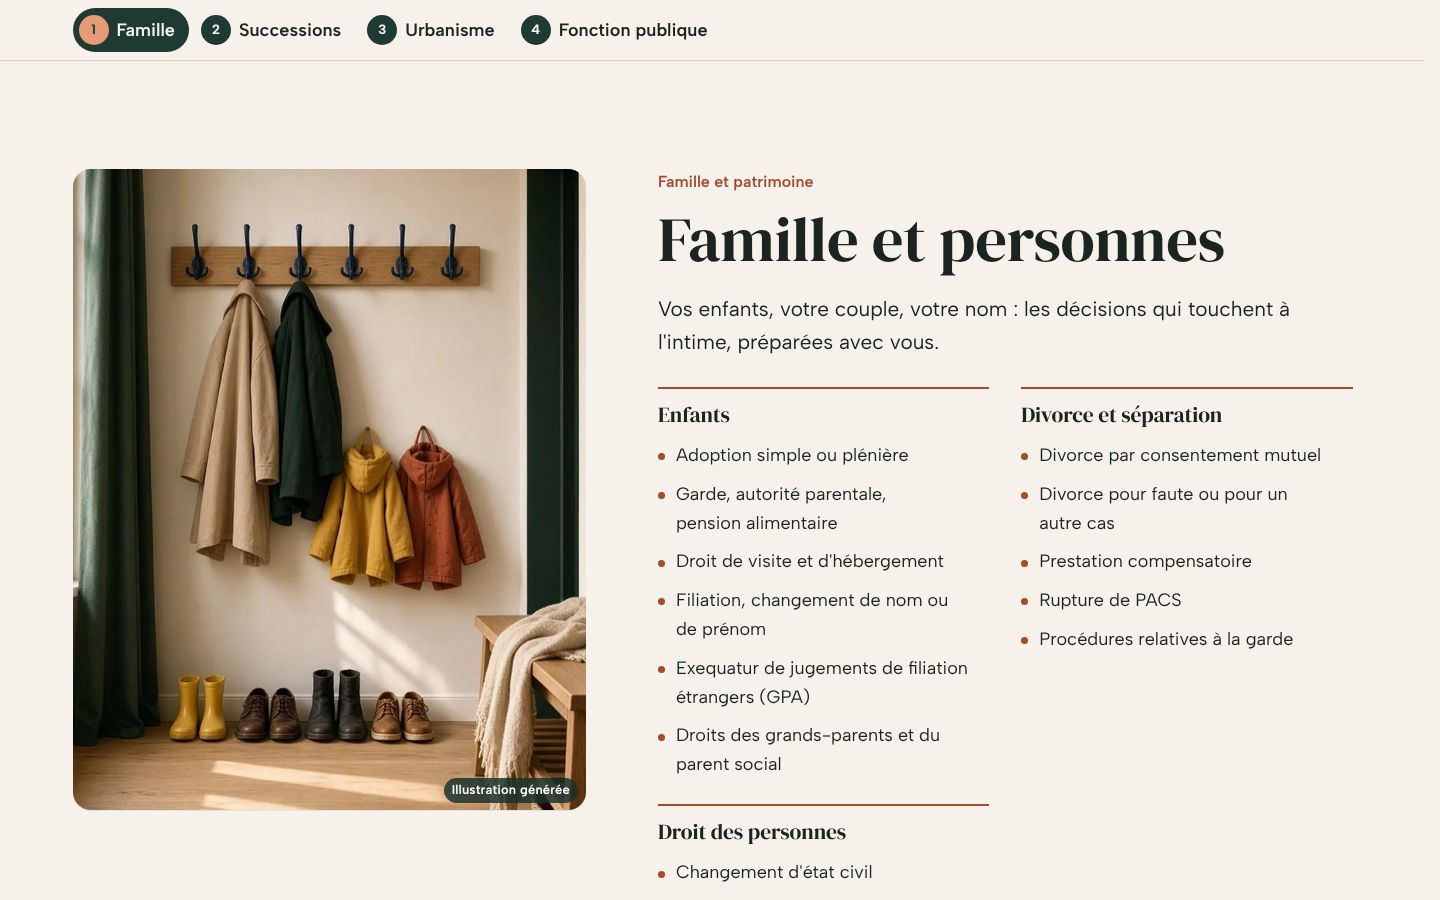 1 Famille
2 Successions
3 Urbanisme
4 Fonction publique
Famille et patrimoine
Famille et personnes
Vos enfants, votre couple, votre nom : les décisions qui touchent à
l'intime, préparées avec vous.
Enfants
Adoption simple ou plénière
Garde, autorité parentale,
pension alimentaire
Droit de visite et d'hébergement
Filiation, changement de nom ou
de prénom
Exequatur de jugements de filiation
étrangers (GPA)
Droits des grands-parents et du
parent social
Divorce et séparation
Divorce par consentement mutuel
Divorce pour faute ou pour un
autre cas
Prestation compensatoire
Rupture de PACS
Procédures relatives à la garde
Droit des personnes
Changement d'état civil
Illustration générée